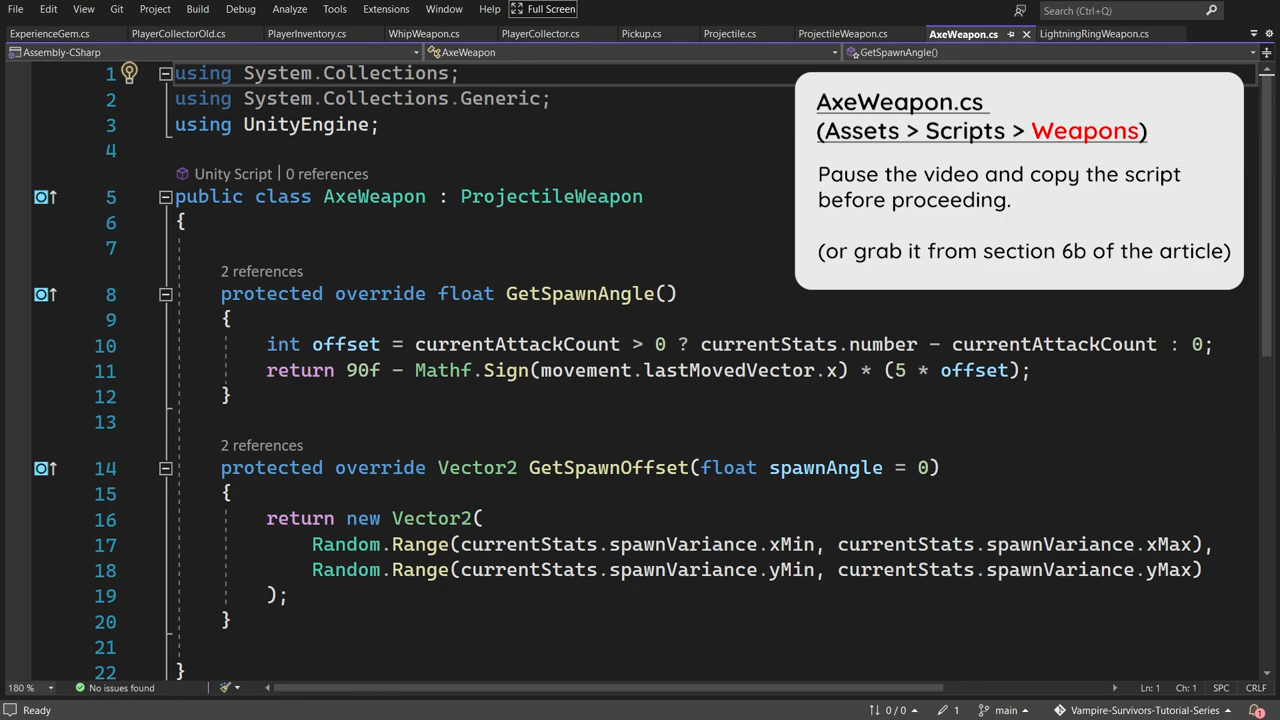 File Edit View Git Project Build Debug Analyze Tools Extensions Window Help Full Screen Search (Ctrl+Q)
ExperienceGem.cs PlayerCollectorOld.cs PlayerInventory.cs WhipWeapon.cs PlayerCollector.cs Pickup.cs Projectile.cs ProjectileWeapon.cs AxeWeapon.cs LightningRingWeapon.cs
Assembly-CSharp AxeWeapon GetSpawnAngle()
1 using System.Collections;
2 using System.Collections.Generic;
3 using UnityEngine;
4
Unity Script | 0 references
5 public class AxeWeapon : ProjectileWeapon
6 {
7
2 references
8 protected override float GetSpawnAngle()
9 {
10 int offset = currentAttackCount > 0 ? currentStats.number - currentAttackCount : 0;
11 return 90f - Mathf.Sign(movement.lastMovedVector.x) * (5 * offset);
12 }
13
2 references
14 protected override Vector2 GetSpawnOffset(float spawnAngle = 0)
15 {
16 return new Vector2(
17 Random.Range(currentStats.spawnVariance.xMin, currentStats.spawnVariance.xMax),
18 Random.Range(currentStats.spawnVariance.yMin, currentStats.spawnVariance.yMax)
19 );
20 }
21
22 }
AxeWeapon.cs
(Assets > Scripts > Weapons)
Pause the video and copy the script
before proceeding.
(or grab it from section 6b of the article)
180 % No issues found Ln: 1 Ch: 1 SPC CRLF
Ready 0 / 0 1 main Vampire-Survivors-Tutorial-Series 1